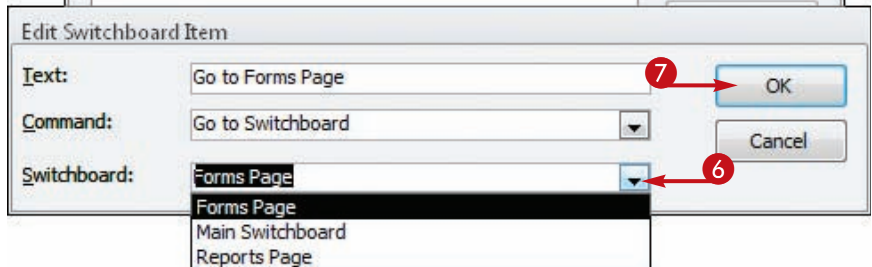 Edit Switchboard Item
Text: Go to Forms Page 7 OK
Command: Go to Switchboard Cancel
Switchboard: Forms Page 6
Forms Page
Main Switchboard
Reports Page